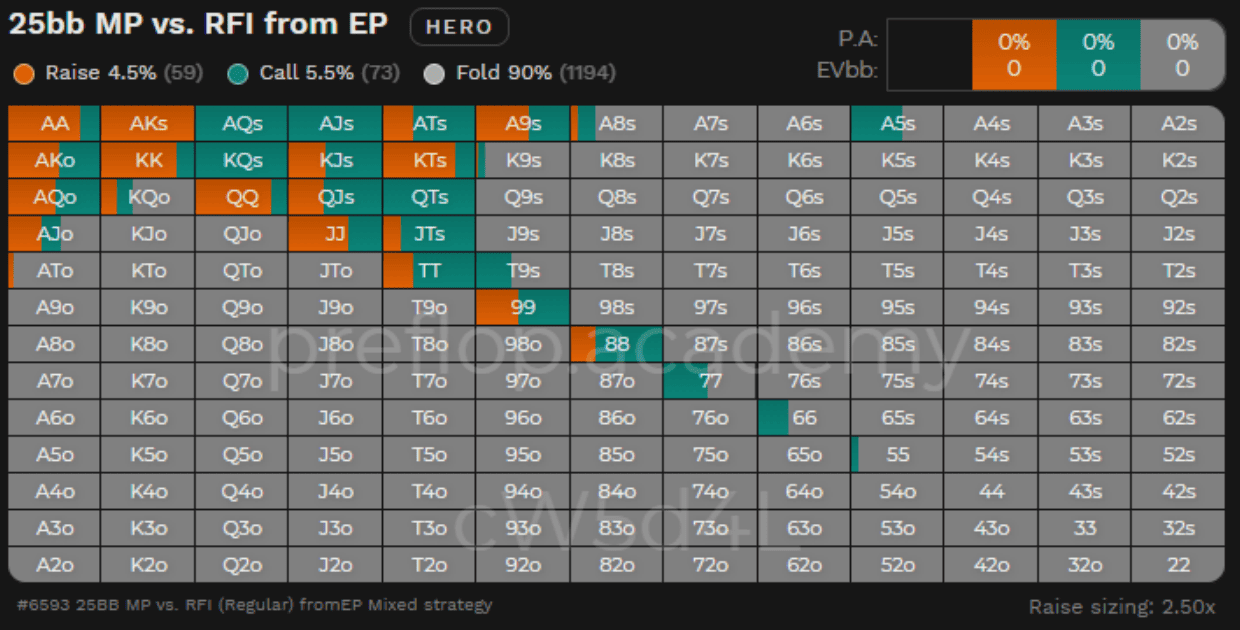 25bb MP vs. RFI from EP HERO
P.A: 0% 0% 0%
EVbb: 0 0 0
Raise 4.5% (59) Call 5.5% (73) Fold 90% (1194)
AA AKs AQs AJs ATs A9s A8s A7s A6s A5s A4s A3s A2s
AKo KK KQs KJs KTs K9s K8s K7s K6s K5s K4s K3s K2s
AQo KQo QQ QJs QTs Q9s Q8s Q7s Q6s Q5s Q4s Q3s Q2s
AJo KJo QJo JJ JTs J9s J8s J7s J6s J5s J4s J3s J2s
ATo KTo QTo JTo TT T9s T8s T7s T6s T5s T4s T3s T2s
A9o K9o Q9o J9o T9o 99 98s 97s 96s 95s 94s 93s 92s
A8o K8o Q8o J8o T8o 98o 88 87s 86s 85s 84s 83s 82s
preflop.academy
A7o K7o Q7o J7o T7o 97o 87o 77 76s 75s 74s 73s 72s
A6o K6o Q6o J6o T6o 96o 86o 76o 66 65s 64s 63s 62s
A5o K5o Q5o J5o T5o 95o 85o 75o 65o 55 54s 53s 52s
A4o K4o Q4o J4o T4o 94o 84o 74o 64o 54o 44 43s 42s
cW5d4L
A3o K3o Q3o J3o T3o 93o 83o 73o 63o 53o 43o 33 32s
A2o K2o Q2o J2o T2o 92o 82o 72o 62o 52o 42o 32o 22
#6593 25BB MP vs. RFI (Regular) fromEP Mixed strategy
Raise sizing: 2.50x